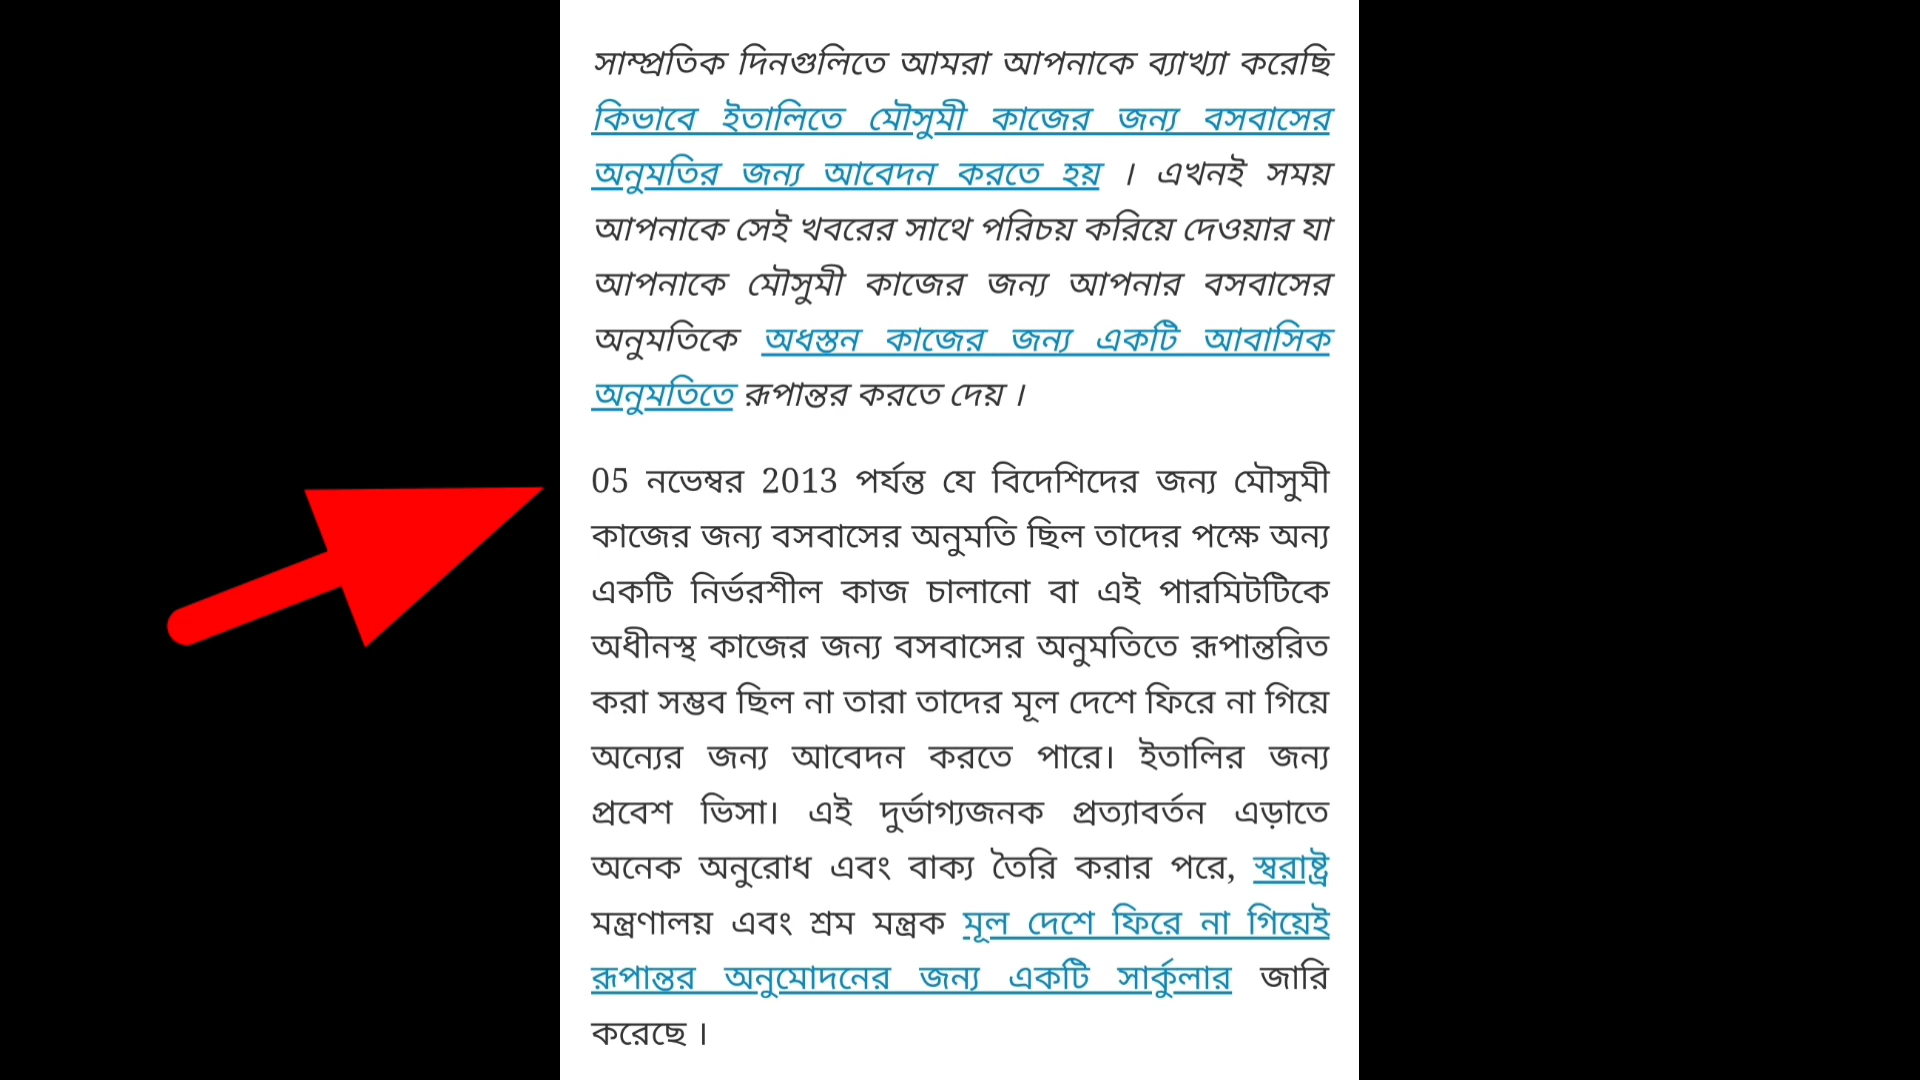 সাম্প্রতিক দিনগুলিতে আমরা আপনাকে ব্যাখ্যা করেছি
কিভাবে ইতালিতে মৌসুমী কাজের জন্য বসবাসের
অনুমতির জন্য আবেদন করতে হয় । এখনই সময়
আপনাকে সেই খবরের সাথে পরিচয় করিয়ে দেওয়ার যা
আপনাকে মৌসুমী কাজের জন্য আপনার বসবাসের
অনুমতিকে অধস্তন কাজের জন্য একটি আবাসিক
অনুমতিতে রূপান্তর করতে দেয় ।
05 নভেম্বর 2013 পর্যন্ত যে বিদেশিদের জন্য মৌসুমী
কাজের জন্য বসবাসের অনুমতি ছিল তাদের পক্ষে অন্য
একটি নির্ভরশীল কাজ চালানো বা এই পারমিটটিকে
অধীনস্থ কাজের জন্য বসবাসের অনুমতিতে রূপান্তরিত
করা সম্ভব ছিল না তারা তাদের মূল দেশে ফিরে না গিয়ে
অন্যের জন্য আবেদন করতে পারে। ইতালির জন্য
প্রবেশ ভিসা। এই দুর্ভাগ্যজনক প্রত্যাবর্তন এড়াতে
অনেক অনুরোধ এবং বাক্য তৈরি করার পরে, স্বরাষ্ট্র
মন্ত্রণালয় এবং শ্রম মন্ত্রক মূল দেশে ফিরে না গিয়েই
রূপান্তর অনুমোদনের জন্য একটি সার্কুলার জারি
করেছে ।